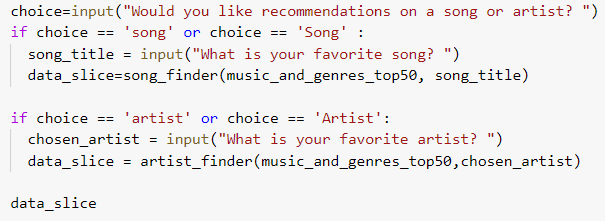 choice=input("Would you like recommendations on a song or artist? ")
if choice == 'song' or choice == 'Song' :
  song_title = input("What is your favorite song? ")
  data_slice=song_finder(music_and_genres_top50, song_title)

if choice == 'artist' or choice == 'Artist':
  chosen_artist = input("What is your favorite artist? ")
  data_slice = artist_finder(music_and_genres_top50,chosen_artist)

data_slice